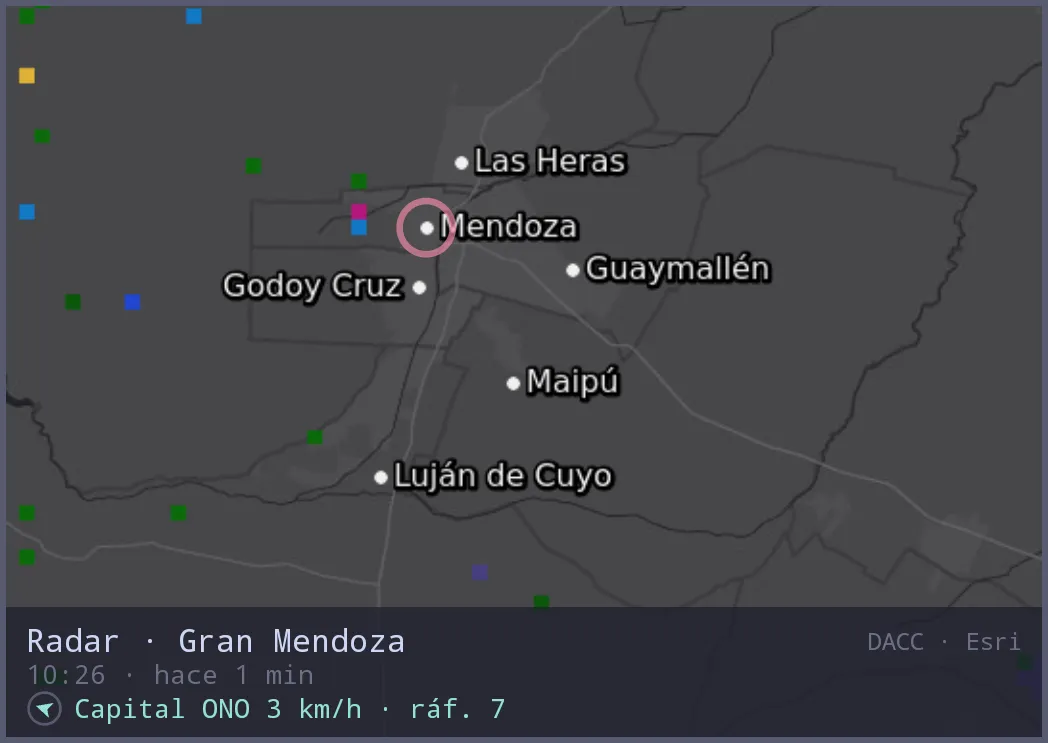 Las Heras
Mendoza
Guaymallén
Godoy Cruz
Maipú
Luján de Cuyo
Radar · Gran Mendoza
DACC · Esri
10:26 · hace 1 min
Capital ONO 3 km/h · ráf. 7